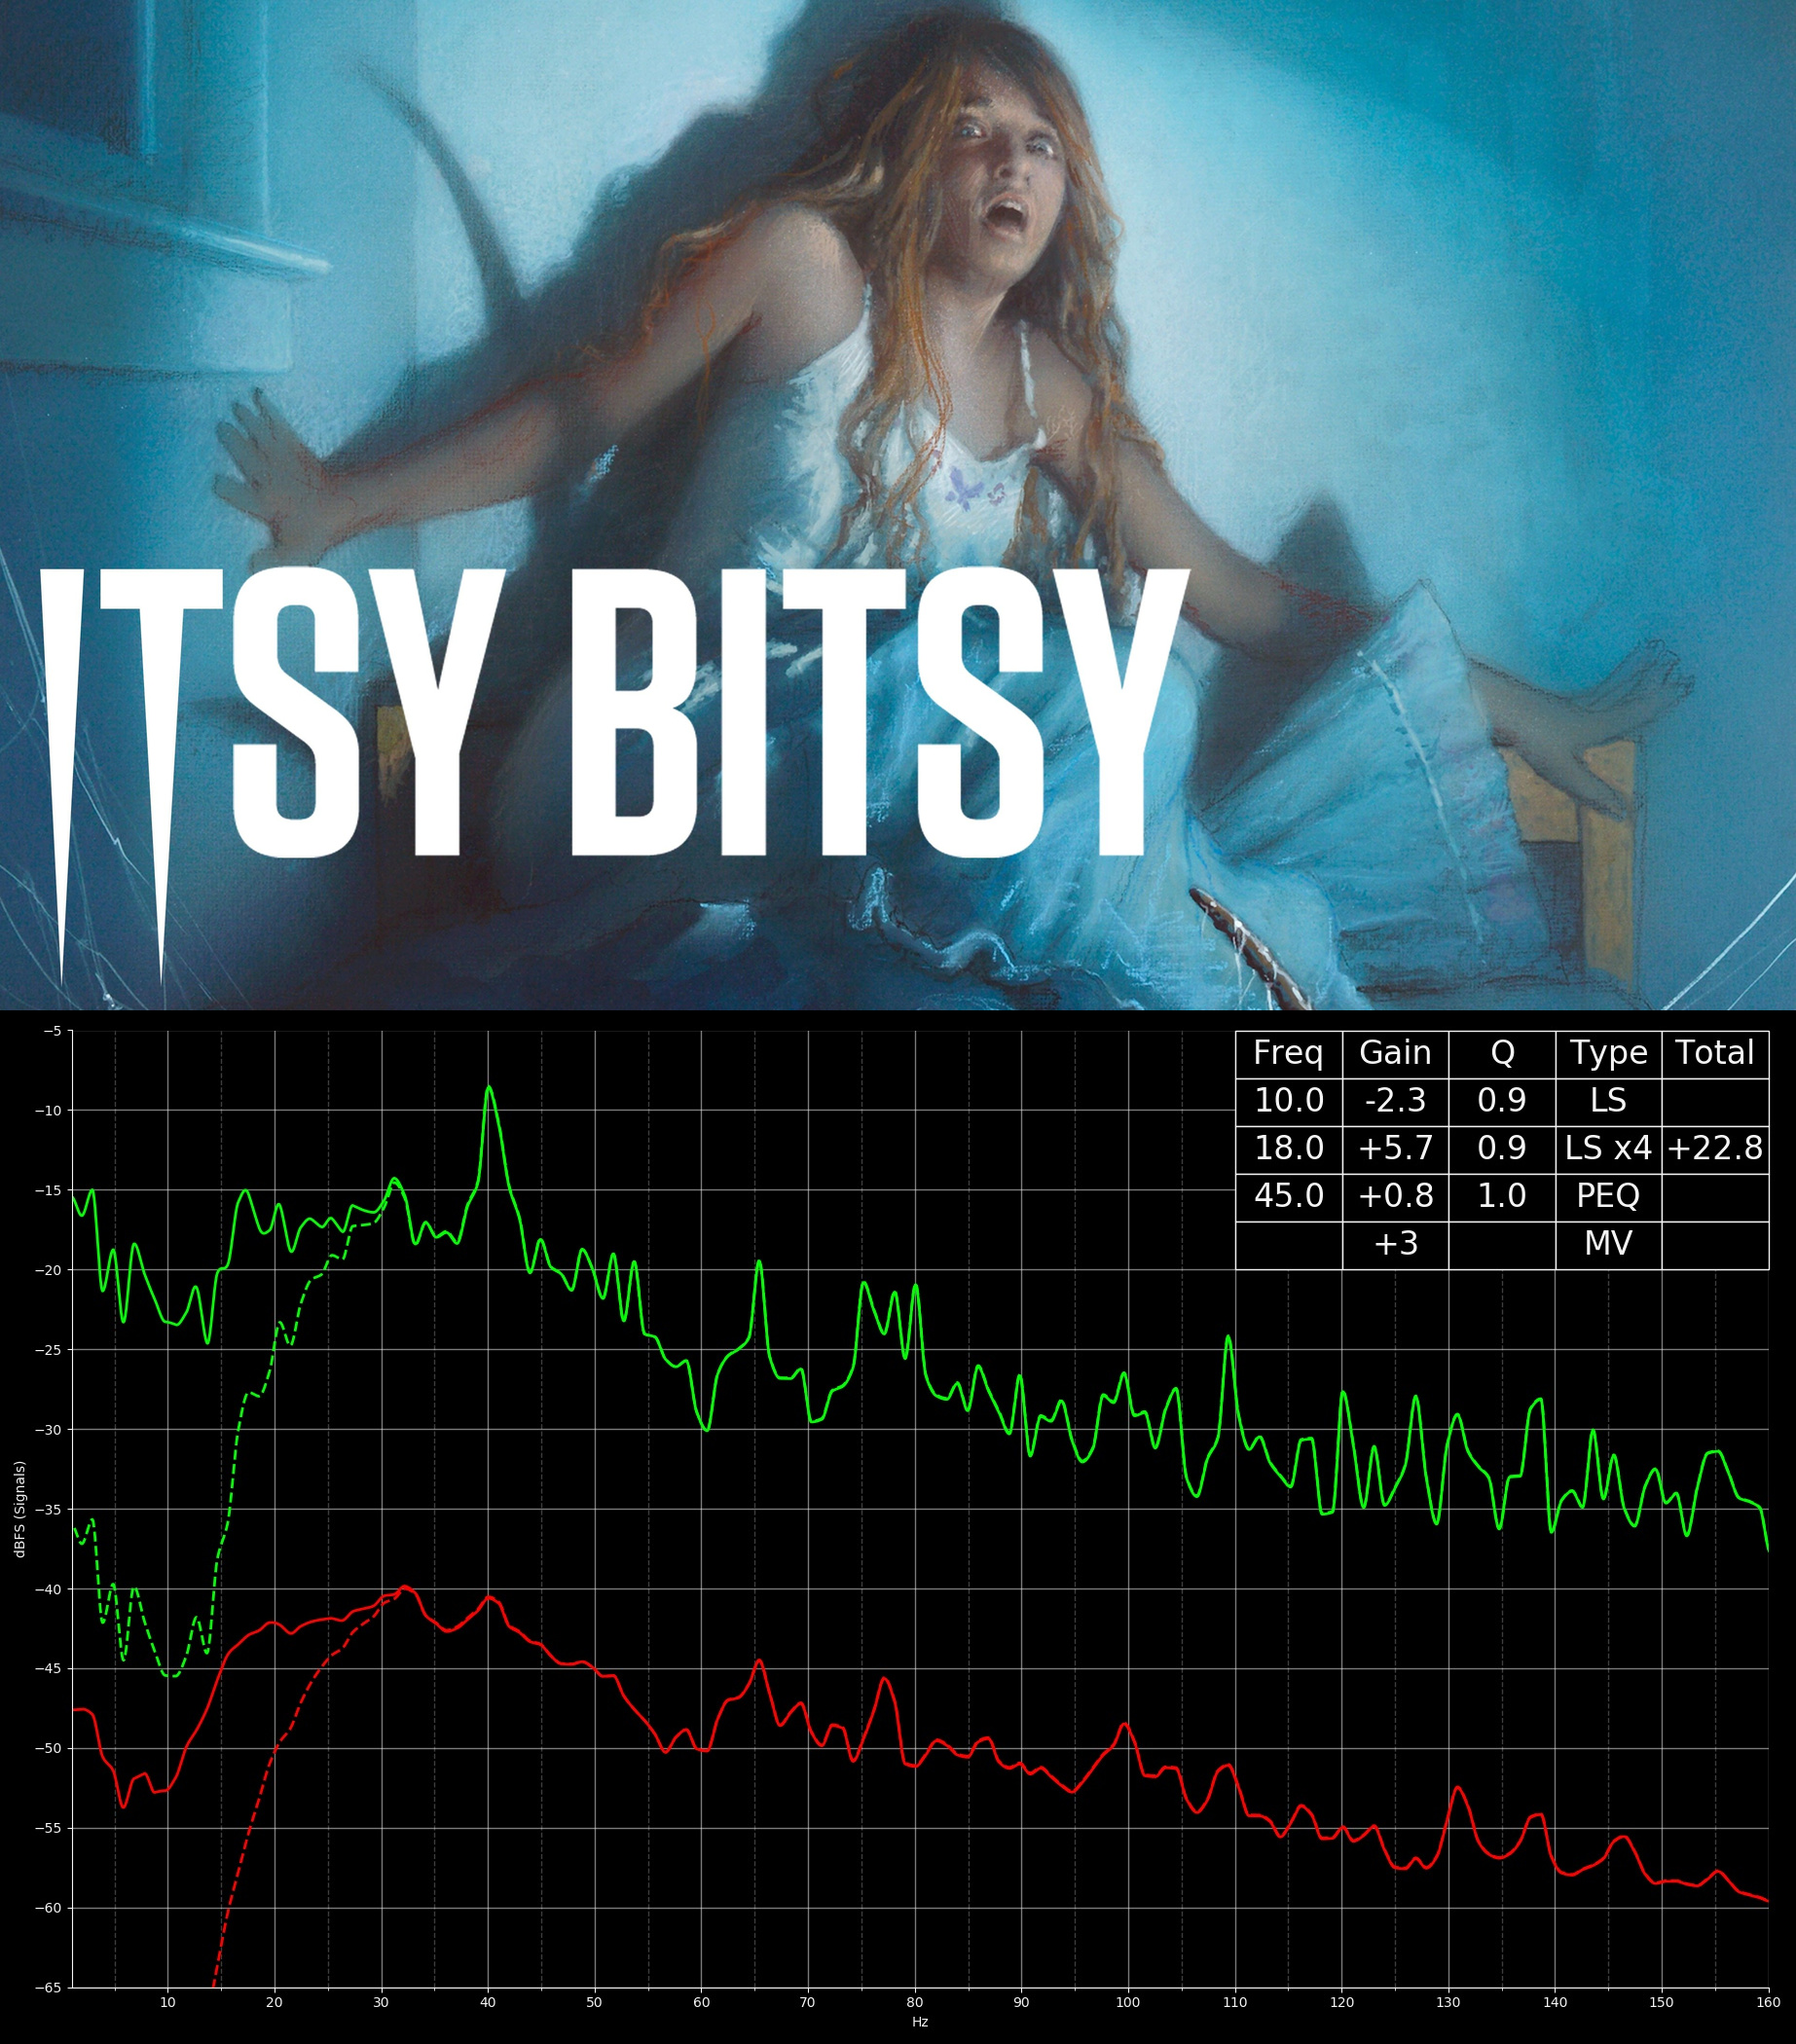 ITSY BITSY
Freq Gain Q Type Total
10.0 -2.3 0.9 LS
18.0 +5.7 0.9 LS x4 +22.8
45.0 +0.8 1.0 PEQ
+3 MV
−5
−10
−15
−20
−25
−30
−35
−40
−45
−50
−55
−60
−65
dBFS (Signals)
10 20 30 40 50 60 70 80 90 100 110 120 130 140 150 160
Hz